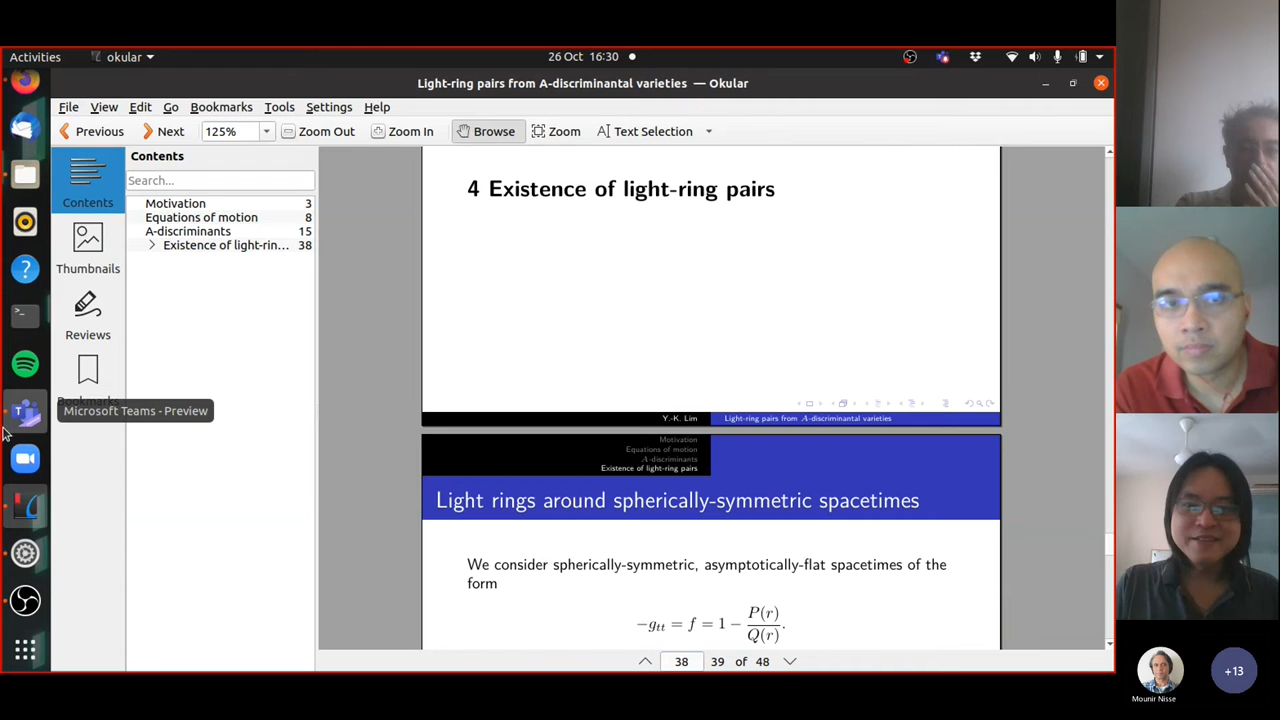 Activities
okular
26 Oct 16:30
Light-ring pairs from A-discriminantal varieties — Okular
File View Edit Go Bookmarks Tools Settings Help
Previous Next 125% Zoom Out Zoom In Browse Zoom Text Selection
Contents
Search...
Motivation 3
Equations of motion 8
A-discriminants 15
Existence of light-rin... 38
Contents
Thumbnails
Reviews
Bookmarks
Microsoft Teams - Preview
4 Existence of light-ring pairs
Y.-K. Lim
Light-ring pairs from A-discriminantal varieties
Motivation
Equations of motion
A-discriminants
Existence of light-ring pairs
Light rings around spherically-symmetric spacetimes
We consider spherically-symmetric, asymptotically-flat spacetimes of the
form
−g_tt = f = 1 − P(r)/Q(r).
38 39 of 48
Mounir Nisse
+13